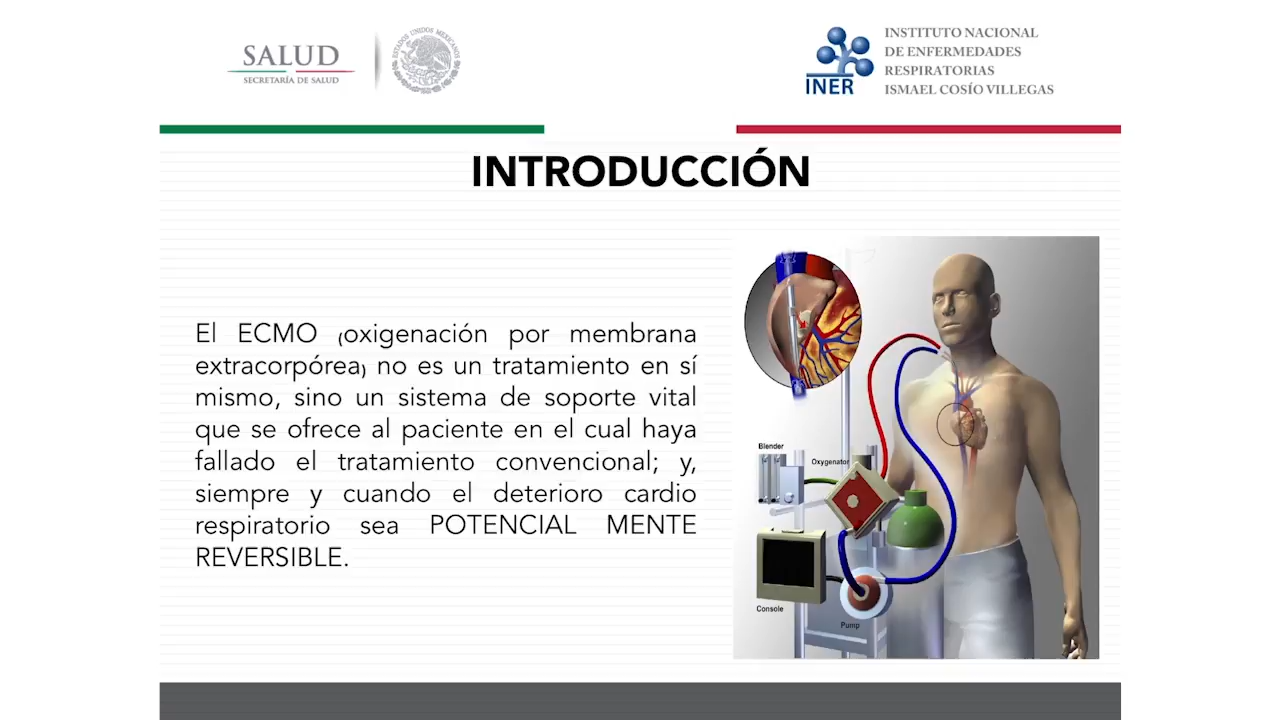 SALUD
SECRETARÍA DE SALUD
ESTADOS UNIDOS MEXICANOS
INER
INSTITUTO NACIONAL
DE ENFERMEDADES
RESPIRATORIAS
ISMAEL COSÍO VILLEGAS
INTRODUCCIÓN
El ECMO (oxigenación por membrana
extracorpórea) no es un tratamiento en sí
mismo, sino un sistema de soporte vital
que se ofrece al paciente en el cual haya
fallado el tratamiento convencional; y,
siempre y cuando el deterioro cardio
respiratorio sea POTENCIAL MENTE
REVERSIBLE.
Blender
Oxygenator
Console
Pump